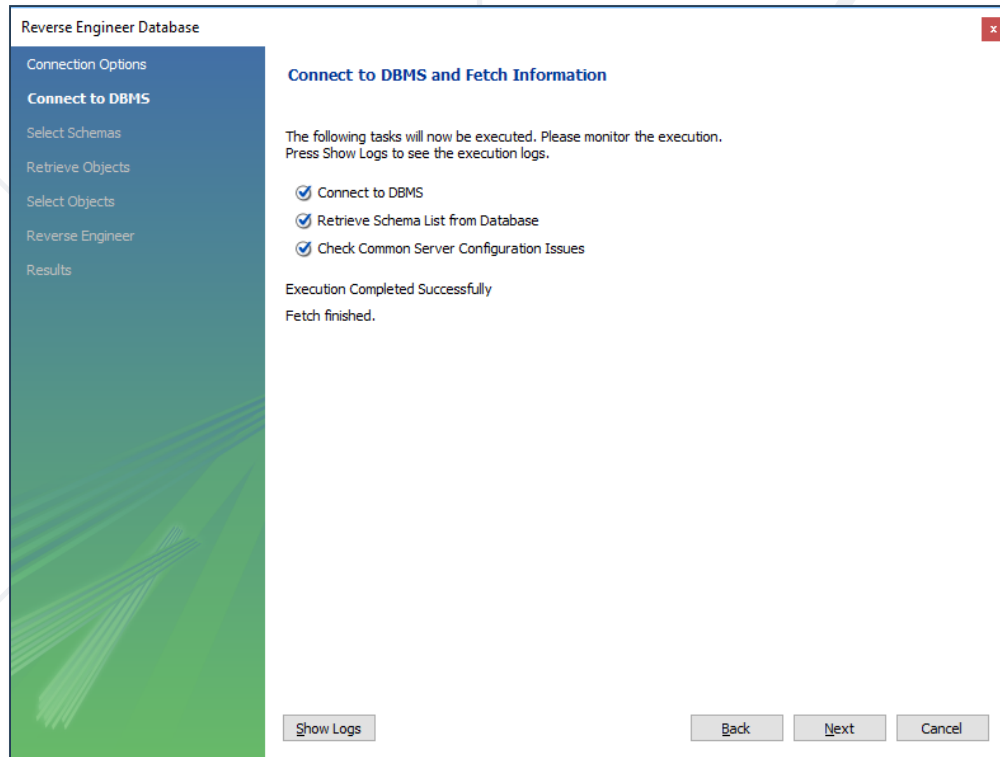 Reverse Engineer Database
x
Connection Options
Connect to DBMS
Select Schemas
Retrieve Objects
Select Objects
Reverse Engineer
Results
Connect to DBMS and Fetch Information
The following tasks will now be executed. Please monitor the execution.
Press Show Logs to see the execution logs.
Connect to DBMS
Retrieve Schema List from Database
Check Common Server Configuration Issues
Execution Completed Successfully
Fetch finished.
Show Logs
Back
Next
Cancel